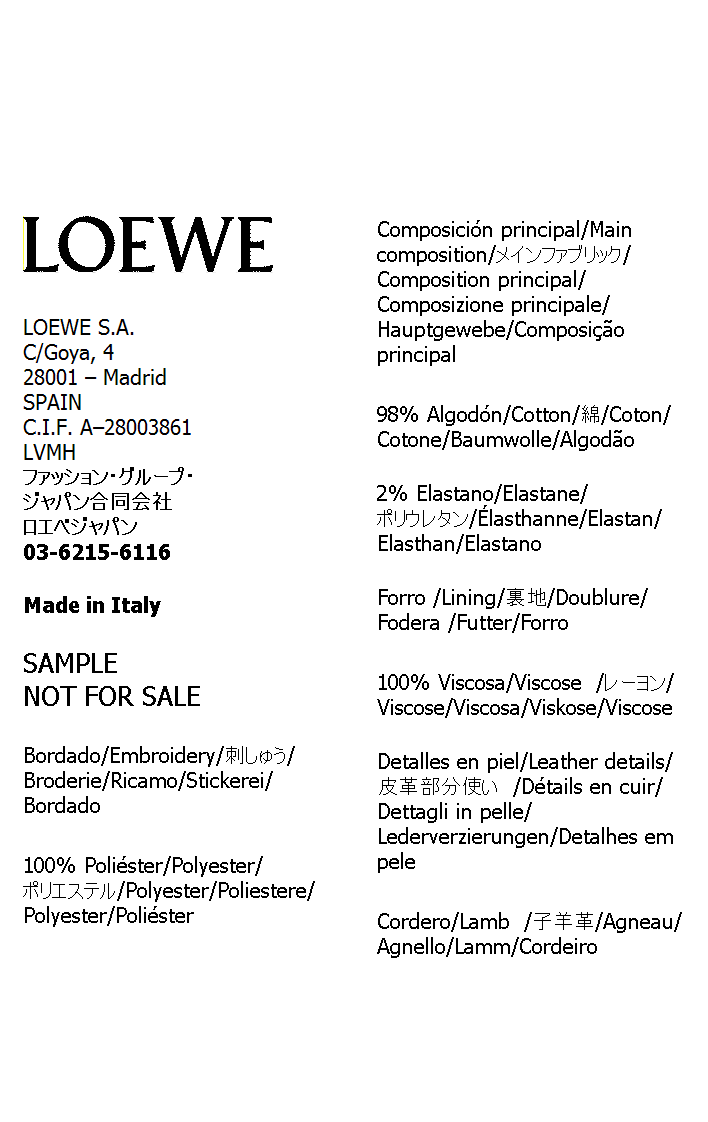 LOEWE
LOEWE S.A.
C/Goya, 4
28001 – Madrid
SPAIN
C.I.F. A–28003861
LVMH
ファッション・グループ・
ジャパン合同会社
ロエベジャパン
03-6215-6116
Made in Italy
SAMPLE
NOT FOR SALE
Bordado/Embroidery/刺しゅう/
Broderie/Ricamo/Stickerei/
Bordado
100% Poliéster/Polyester/
ポリエステル/Polyester/Poliestere/
Polyester/Poliéster
Composición principal/Main
composition/メインファブリック/
Composition principal/
Composizione principale/
Hauptgewebe/Composição
principal
98% Algodón/Cotton/綿/Coton/
Cotone/Baumwolle/Algodão
2% Elastano/Elastane/
ポリウレタン/Élasthanne/Elastan/
Elasthan/Elastano
Forro /Lining/裏地/Doublure/
Fodera /Futter/Forro
100% Viscosa/Viscose /レーヨン/
Viscose/Viscosa/Viskose/Viscose
Detalles en piel/Leather details/
皮革部分使い /Détails en cuir/
Dettagli in pelle/
Lederverzierungen/Detalhes em
pele
Cordero/Lamb /子羊革/Agneau/
Agnello/Lamm/Cordeiro